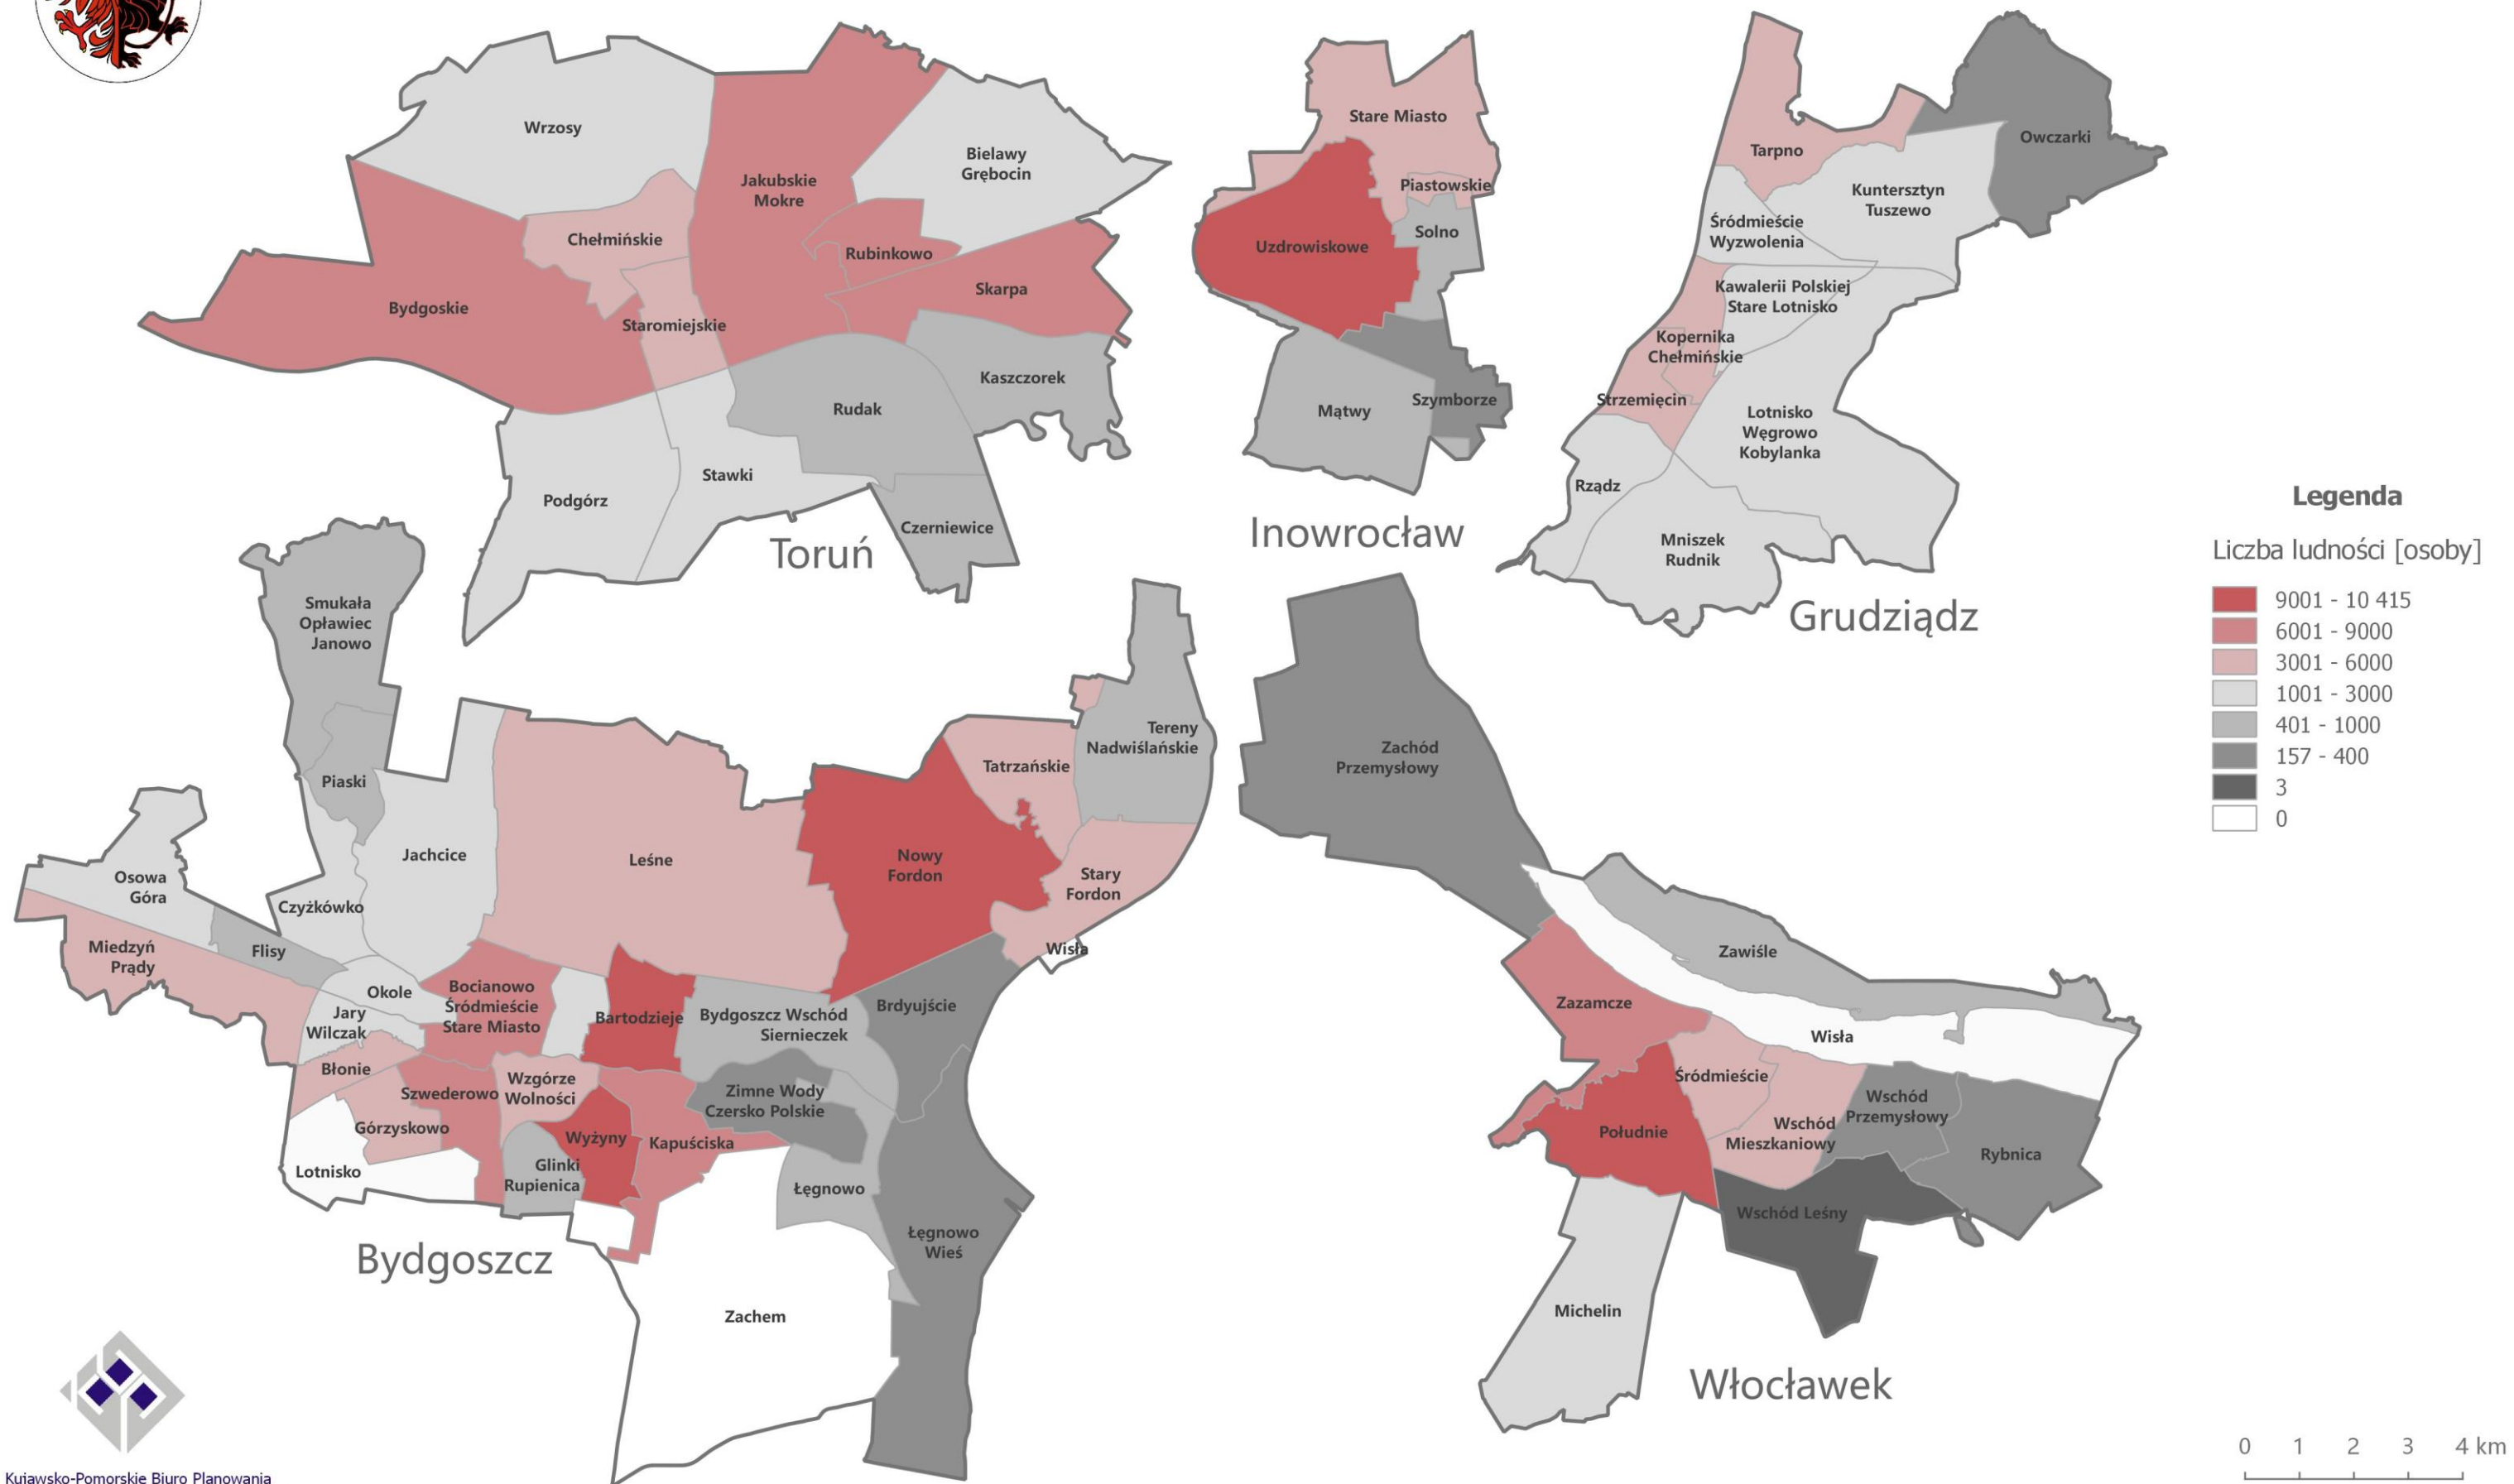 Wrzosy
Bielawy
Grębocin
Jakubskie
Mokre
Chełmińskie
Rubinkowo
Skarpa
Bydgoskie
Staromiejskie
Kaszczorek
Rudak
Stawki
Podgórz
Czerniewice
Toruń
Stare Miasto
Piastowskie
Solno
Uzdrowiskowe
Mątwy
Szymborze
Inowrocław
Tarpno
Owczarki
Kuntersztyn
Tuszewo
Śródmieście
Wyzwolenia
Kawalerii Polskiej
Stare Lotnisko
Kopernika
Chełmińskie
Strzemięcin
Lotnisko
Węgrowo
Kobylanka
Rządz
Mniszek
Rudnik
Grudziądz
Legenda
Liczba ludności [osoby]
9001 - 10 415
6001 - 9000
3001 - 6000
1001 - 3000
401 - 1000
157 - 400
3
0
Smukała
Opławiec
Janowo
Piaski
Jachcice
Osowa
Góra
Czyżkówko
Flisy
Miedzyń
Prądy
Leśne
Nowy
Fordon
Tatrzańskie
Tereny
Nadwiślańskie
Stary
Fordon
Wisła
Okole
Jary
Wilczak
Bocianowo
Śródmieście
Stare Miasto
Bartodzieje
Bydgoszcz Wschód
Siernieczek
Brdyujście
Błonie
Szwederowo
Wzgórze
Wolności
Zimne Wody
Czersko Polskie
Górzyskowo
Wyżyny
Kapuściska
Lotnisko
Glinki
Rupienica
Łęgnowo
Łęgnowo
Wieś
Zachem
Bydgoszcz
Zachód
Przemysłowy
Zawiśle
Zazamcze
Wisła
Śródmieście
Wschód
Przemysłowy
Wschód
Mieszkaniowy
Południe
Rybnica
Wschód Leśny
Michelin
Włocławek
0 1 2 3 4 km
Kujawsko-Pomorskie Biuro Planowania